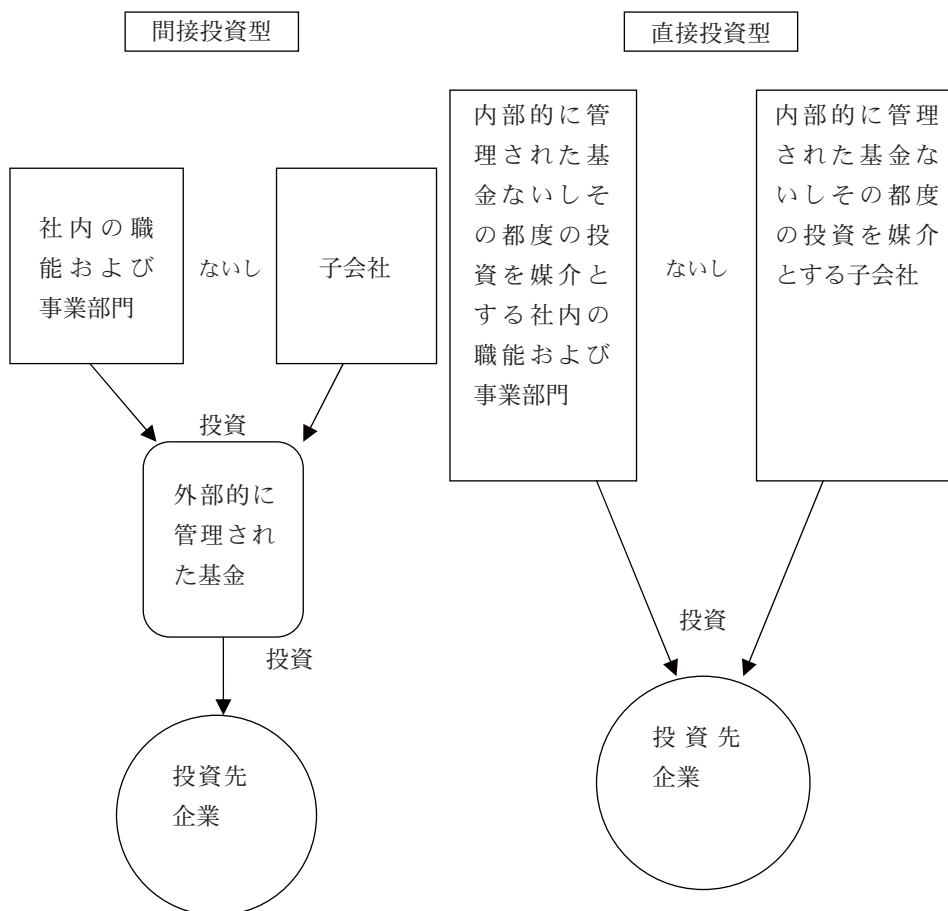 間接投資型
社内の職
能および
事業部門
ないし
子会社
投資
外部的に
管理され
た基金
投資
投資先
企業
直接投資型
内部的に管
理された基
金ないしそ
の都度の投
資を媒介と
する社内の
職能および
事業部門
ないし
内部的に管理
された基金な
いしその都度
の投資を媒介
とする子会社
投資
投資先
企業